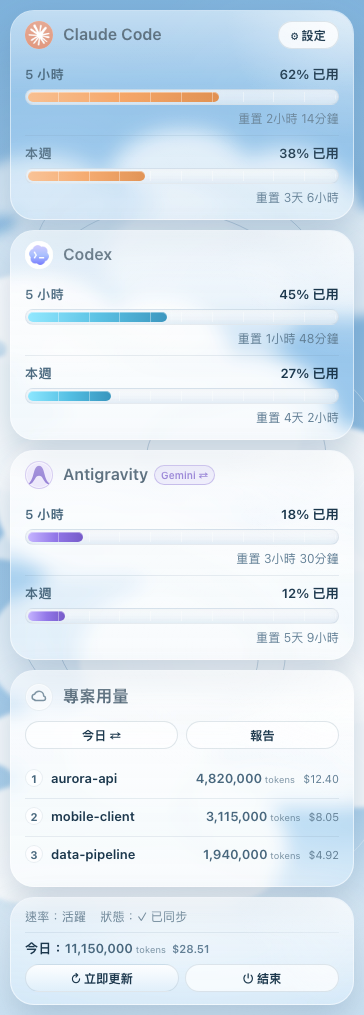 Claude Code ⚙ 設定
5 小時 62% 已用
重置 2小時 14分鐘
本週 38% 已用
重置 3天 6小時
Codex
5 小時 45% 已用
重置 1小時 48分鐘
本週 27% 已用
重置 4天 2小時
Antigravity Gemini ⇄
5 小時 18% 已用
重置 3小時 30分鐘
本週 12% 已用
重置 5天 9小時
專案用量
今日 ⇄ 報告
1 aurora-api 4,820,000 tokens $12.40
2 mobile-client 3,115,000 tokens $8.05
3 data-pipeline 1,940,000 tokens $4.92
速率：活躍 狀態：✓ 已同步
今日：11,150,000 tokens $28.51
↻ 立即更新 ⏻ 結束